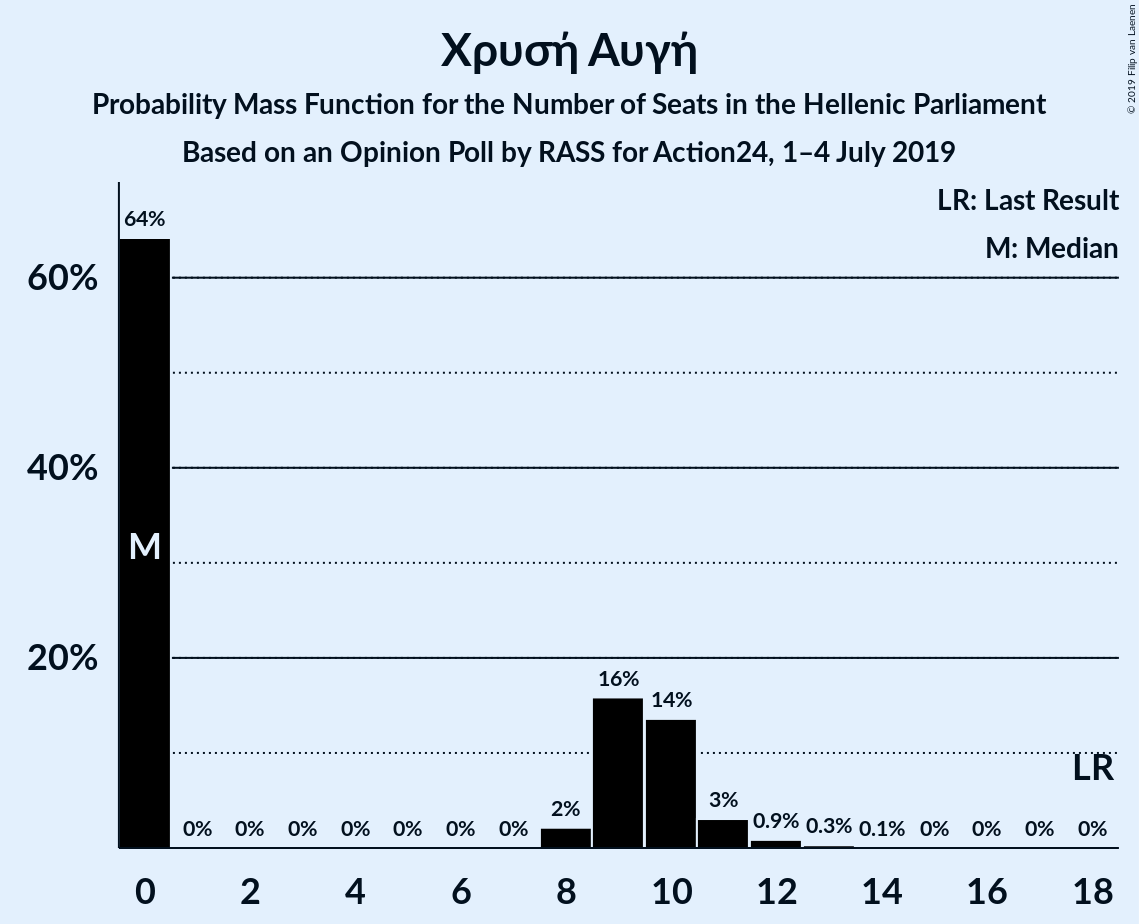 Χρυσή Αυγή
Probability Mass Function for the Number of Seats in the Hellenic Parliament
Based on an Opinion Poll by RASS for Action24, 1–4 July 2019
© 2019 Filip van Laenen
LR: Last Result
M: Median
60%
40%
20%
64%
0%
0%
0%
0%
0%
0%
0%
2%
16%
14%
3%
0.9%
0.3%
0.1%
0%
0%
0%
0%
M
LR
0 2 4 6 8 10 12 14 16 18